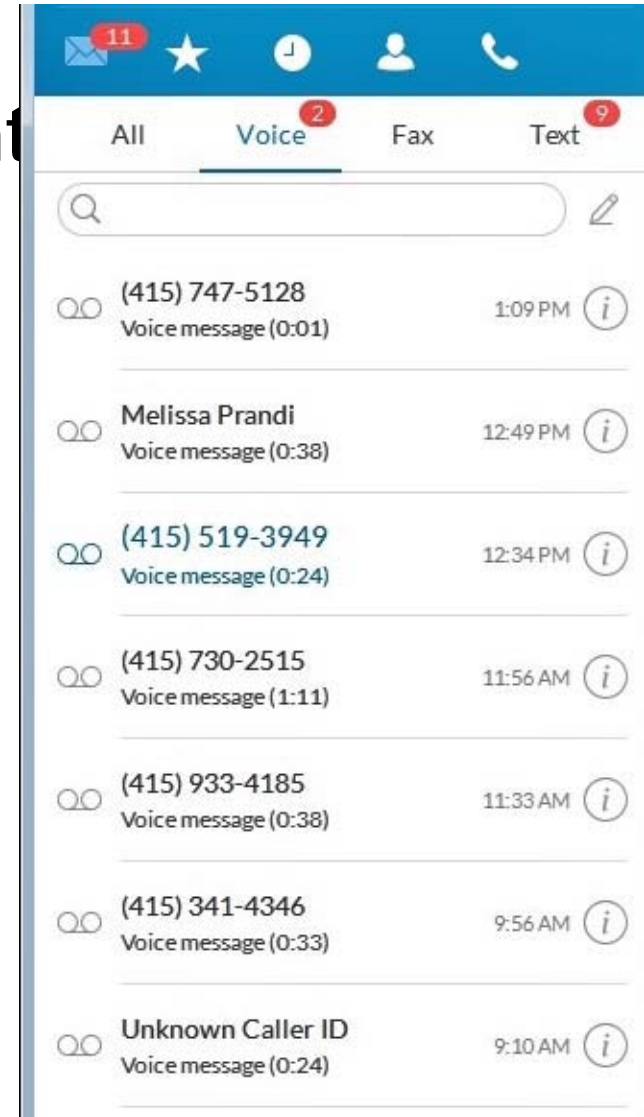 11
2
9
All Voice Fax Text
(415) 747-5128
Voice message (0:01)
1:09 PM
Melissa Prandi
Voice message (0:38)
12:49 PM
(415) 519-3949
Voice message (0:24)
12:34 PM
(415) 730-2515
Voice message (1:11)
11:56 AM
(415) 933-4185
Voice message (0:38)
11:33 AM
(415) 341-4346
Voice message (0:33)
9:56 AM
Unknown Caller ID
Voice message (0:24)
9:10 AM